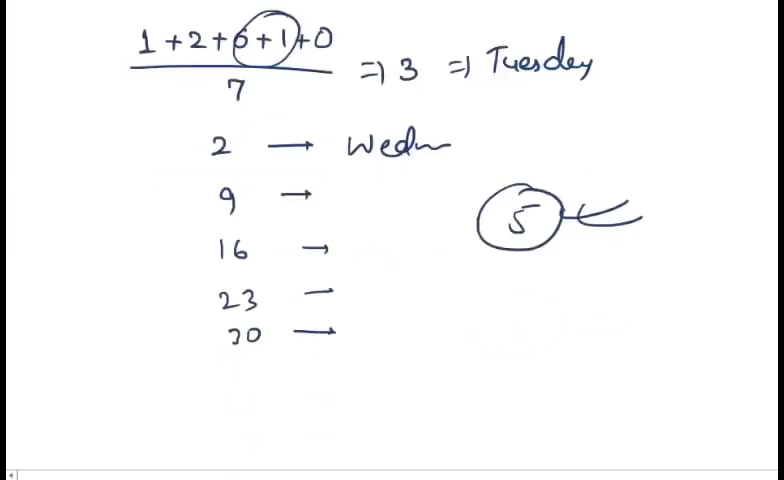 1 + 2 + 6 + 1 + 0
7
=) 3 =) Tuesday
2 → Wedn
9 →
5
16 →
23 —
30 →